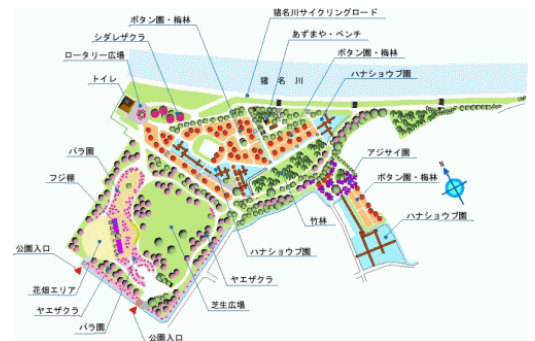 猪名川サイクリングロード
ボタン園・梅林
あずまや・ベンチ
シダレザクラ
ボタン園・梅林
ロータリー広場
猪名川
ハナショウブ園
トイレ
バラ園
アジサイ園
フジ棚
ボタン園・梅林
N
ハナショウブ園
竹林
公園入口
ハナショウブ園
花畑エリア
ヤエザクラ
ヤエザクラ
芝生広場
バラ園
公園入口